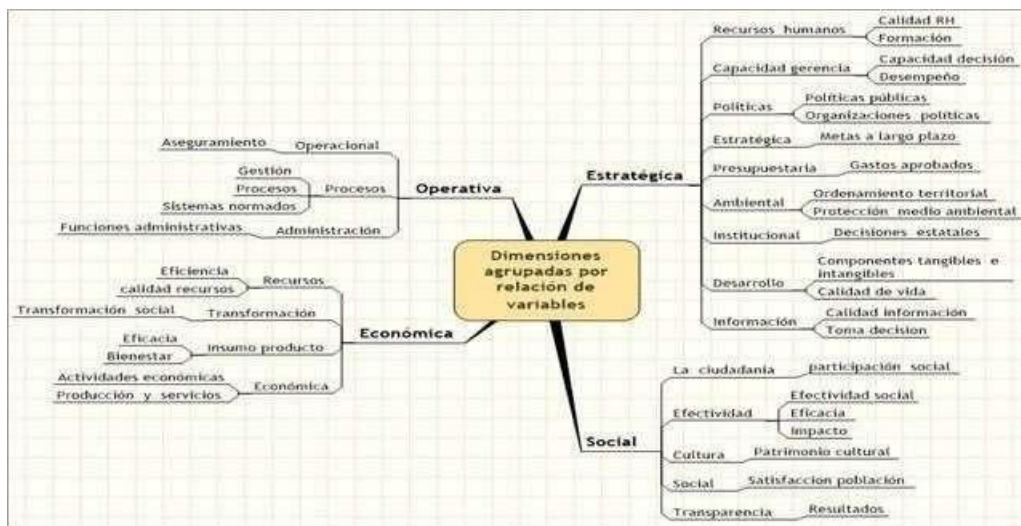 Dimensiones
agrupadas por
relación de
variables
Estratégica
Recursos humanos
Calidad RH
Formación
Capacidad gerencia
Capacidad decisión
Desempeño
Políticas
Políticas públicas
Organizaciones políticas
Estratégica
Metas a largo plazo
Presupuestaria
Gastos aprobados
Ambiental
Ordenamiento territorial
Protección medio ambiental
Institucional
Decisiones estatales
Desarrollo
Componentes tangibles e
intangibles
Calidad de vida
Información
Calidad información
Toma decision
Social
La ciudadanía
participación social
Efectividad
Efectividad social
Eficacia
Impacto
Cultura
Patrimonio cultural
Social
Satisfaccion población
Transparencia
Resultados
Operativa
Operacional
Aseguramiento
Procesos
Gestión
Procesos
Sistemas normados
Administración
Funciones administrativas
Económica
Recursos
Eficiencia
calidad recursos
Transformación
Transformación social
Insumo producto
Eficacia
Bienestar
Económica
Actividades económicas
Producción y servicios